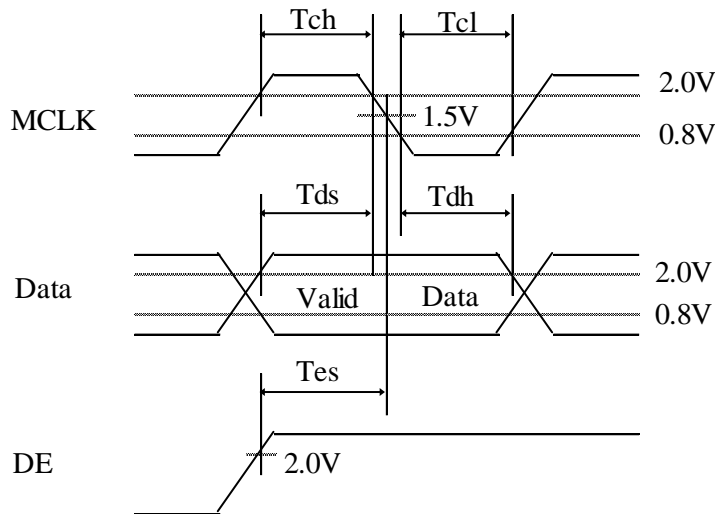 Tch Tcl
MCLK 2.0V
1.5V
0.8V
Tds Tdh
Data 2.0V
Valid Data
0.8V
Tes
DE 2.0V